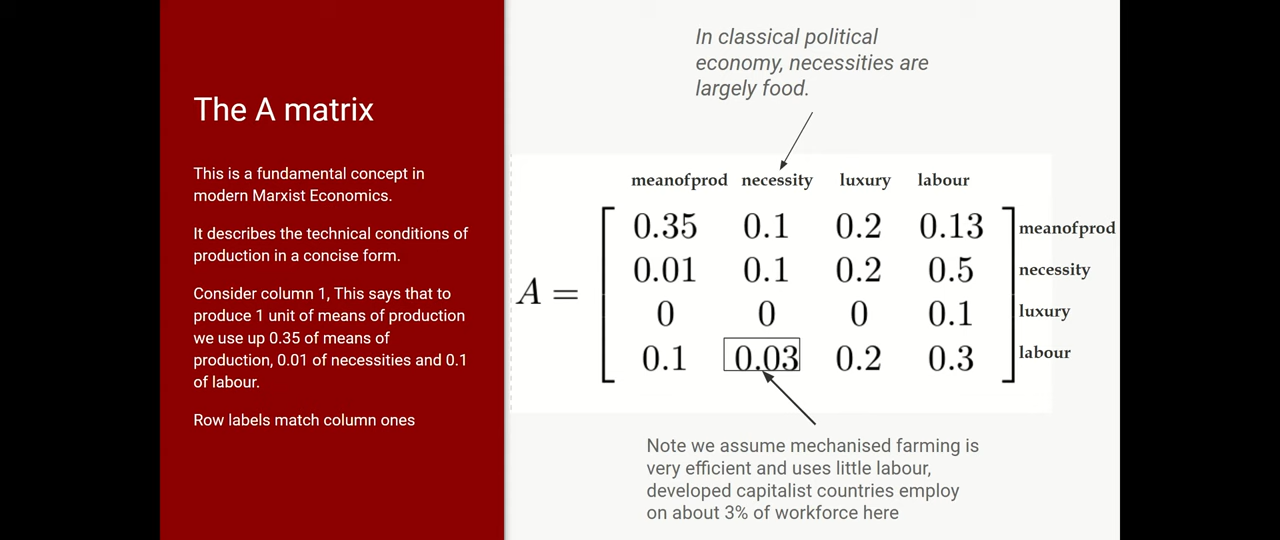 The A matrix
This is a fundamental concept in
modern Marxist Economics.
It describes the technical conditions of
production in a concise form.
Consider column 1, This says that to
produce 1 unit of means of production
we use up 0.35 of means of
production, 0.01 of necessities and 0.1
of labour.
Row labels match column ones
In classical political
economy, necessities are
largely food.
meanofprod necessity luxury labour
0.35 0.1 0.2 0.13 meanofprod
0.01 0.1 0.2 0.5 necessity
A =
0 0 0 0.1 luxury
0.1 0.03 0.2 0.3 labour
Note we assume mechanised farming is
very efficient and uses little labour,
developed capitalist countries employ
on about 3% of workforce here